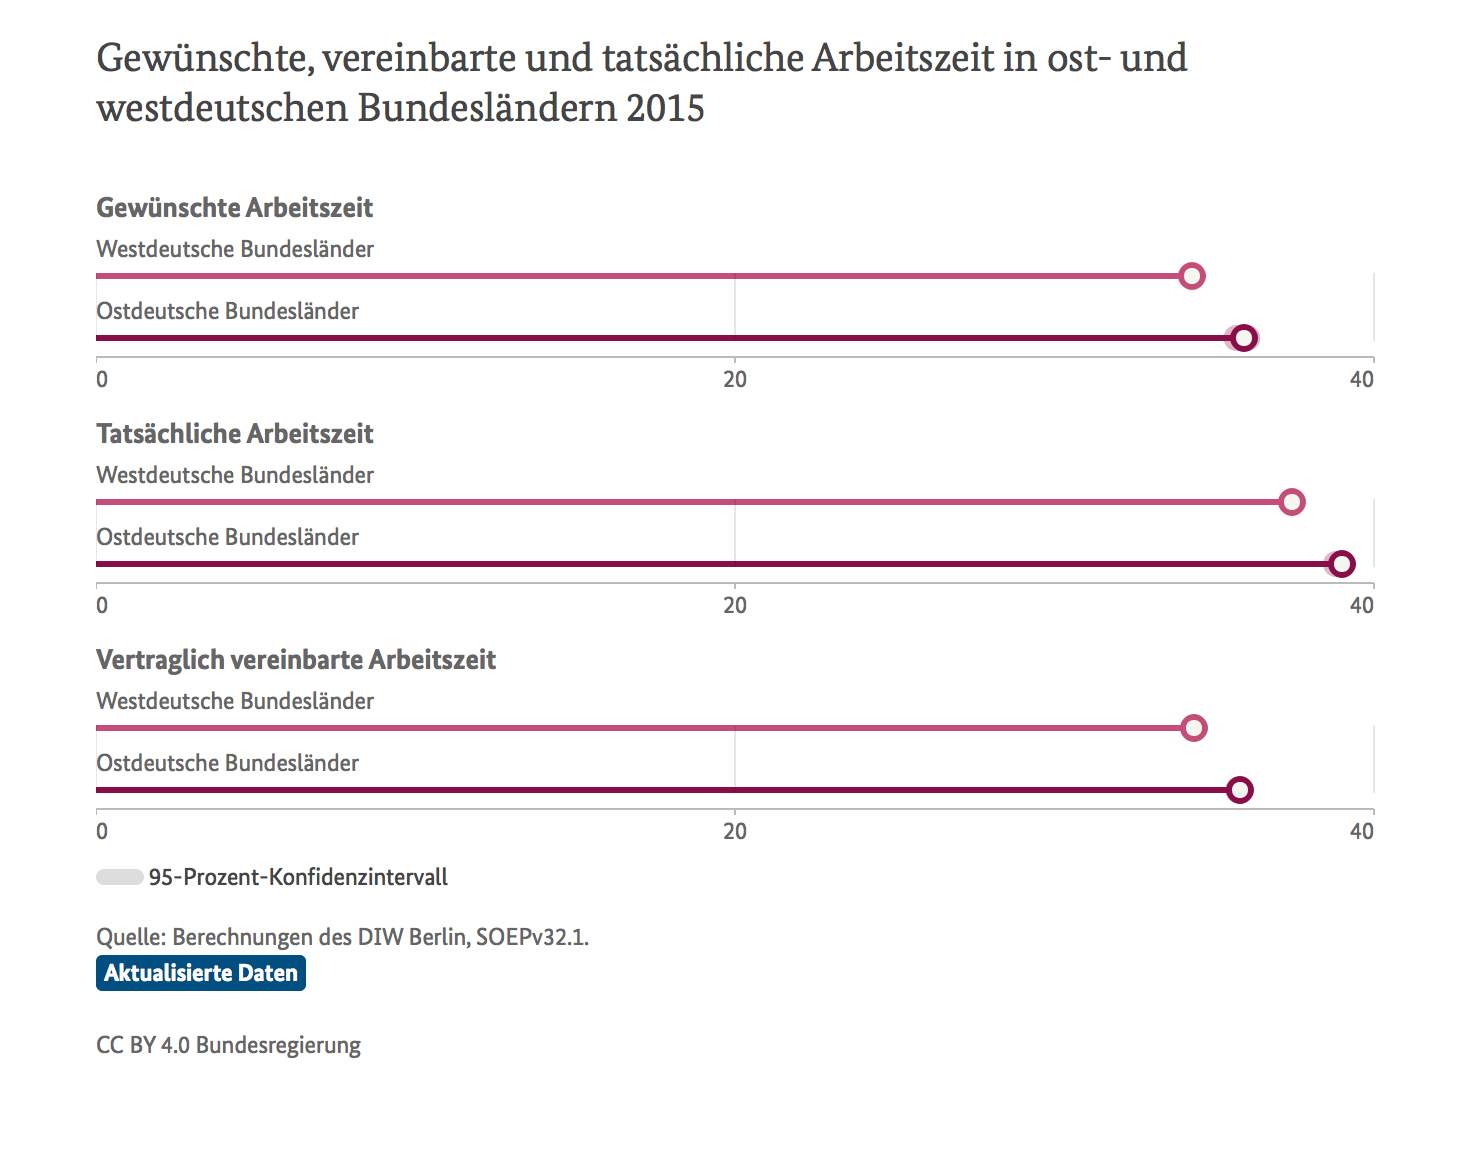 Gewünschte, vereinbarte und tatsächliche Arbeitszeit in ost- und
westdeutschen Bundesländern 2015
Gewünschte Arbeitszeit
Westdeutsche Bundesländer
Ostdeutsche Bundesländer
0 20 40
Tatsächliche Arbeitszeit
Westdeutsche Bundesländer
Ostdeutsche Bundesländer
0 20 40
Vertraglich vereinbarte Arbeitszeit
Westdeutsche Bundesländer
Ostdeutsche Bundesländer
0 20 40
95-Prozent-Konfidenzintervall
Quelle: Berechnungen des DIW Berlin, SOEPv32.1.
Aktualisierte Daten
CC BY 4.0 Bundesregierung